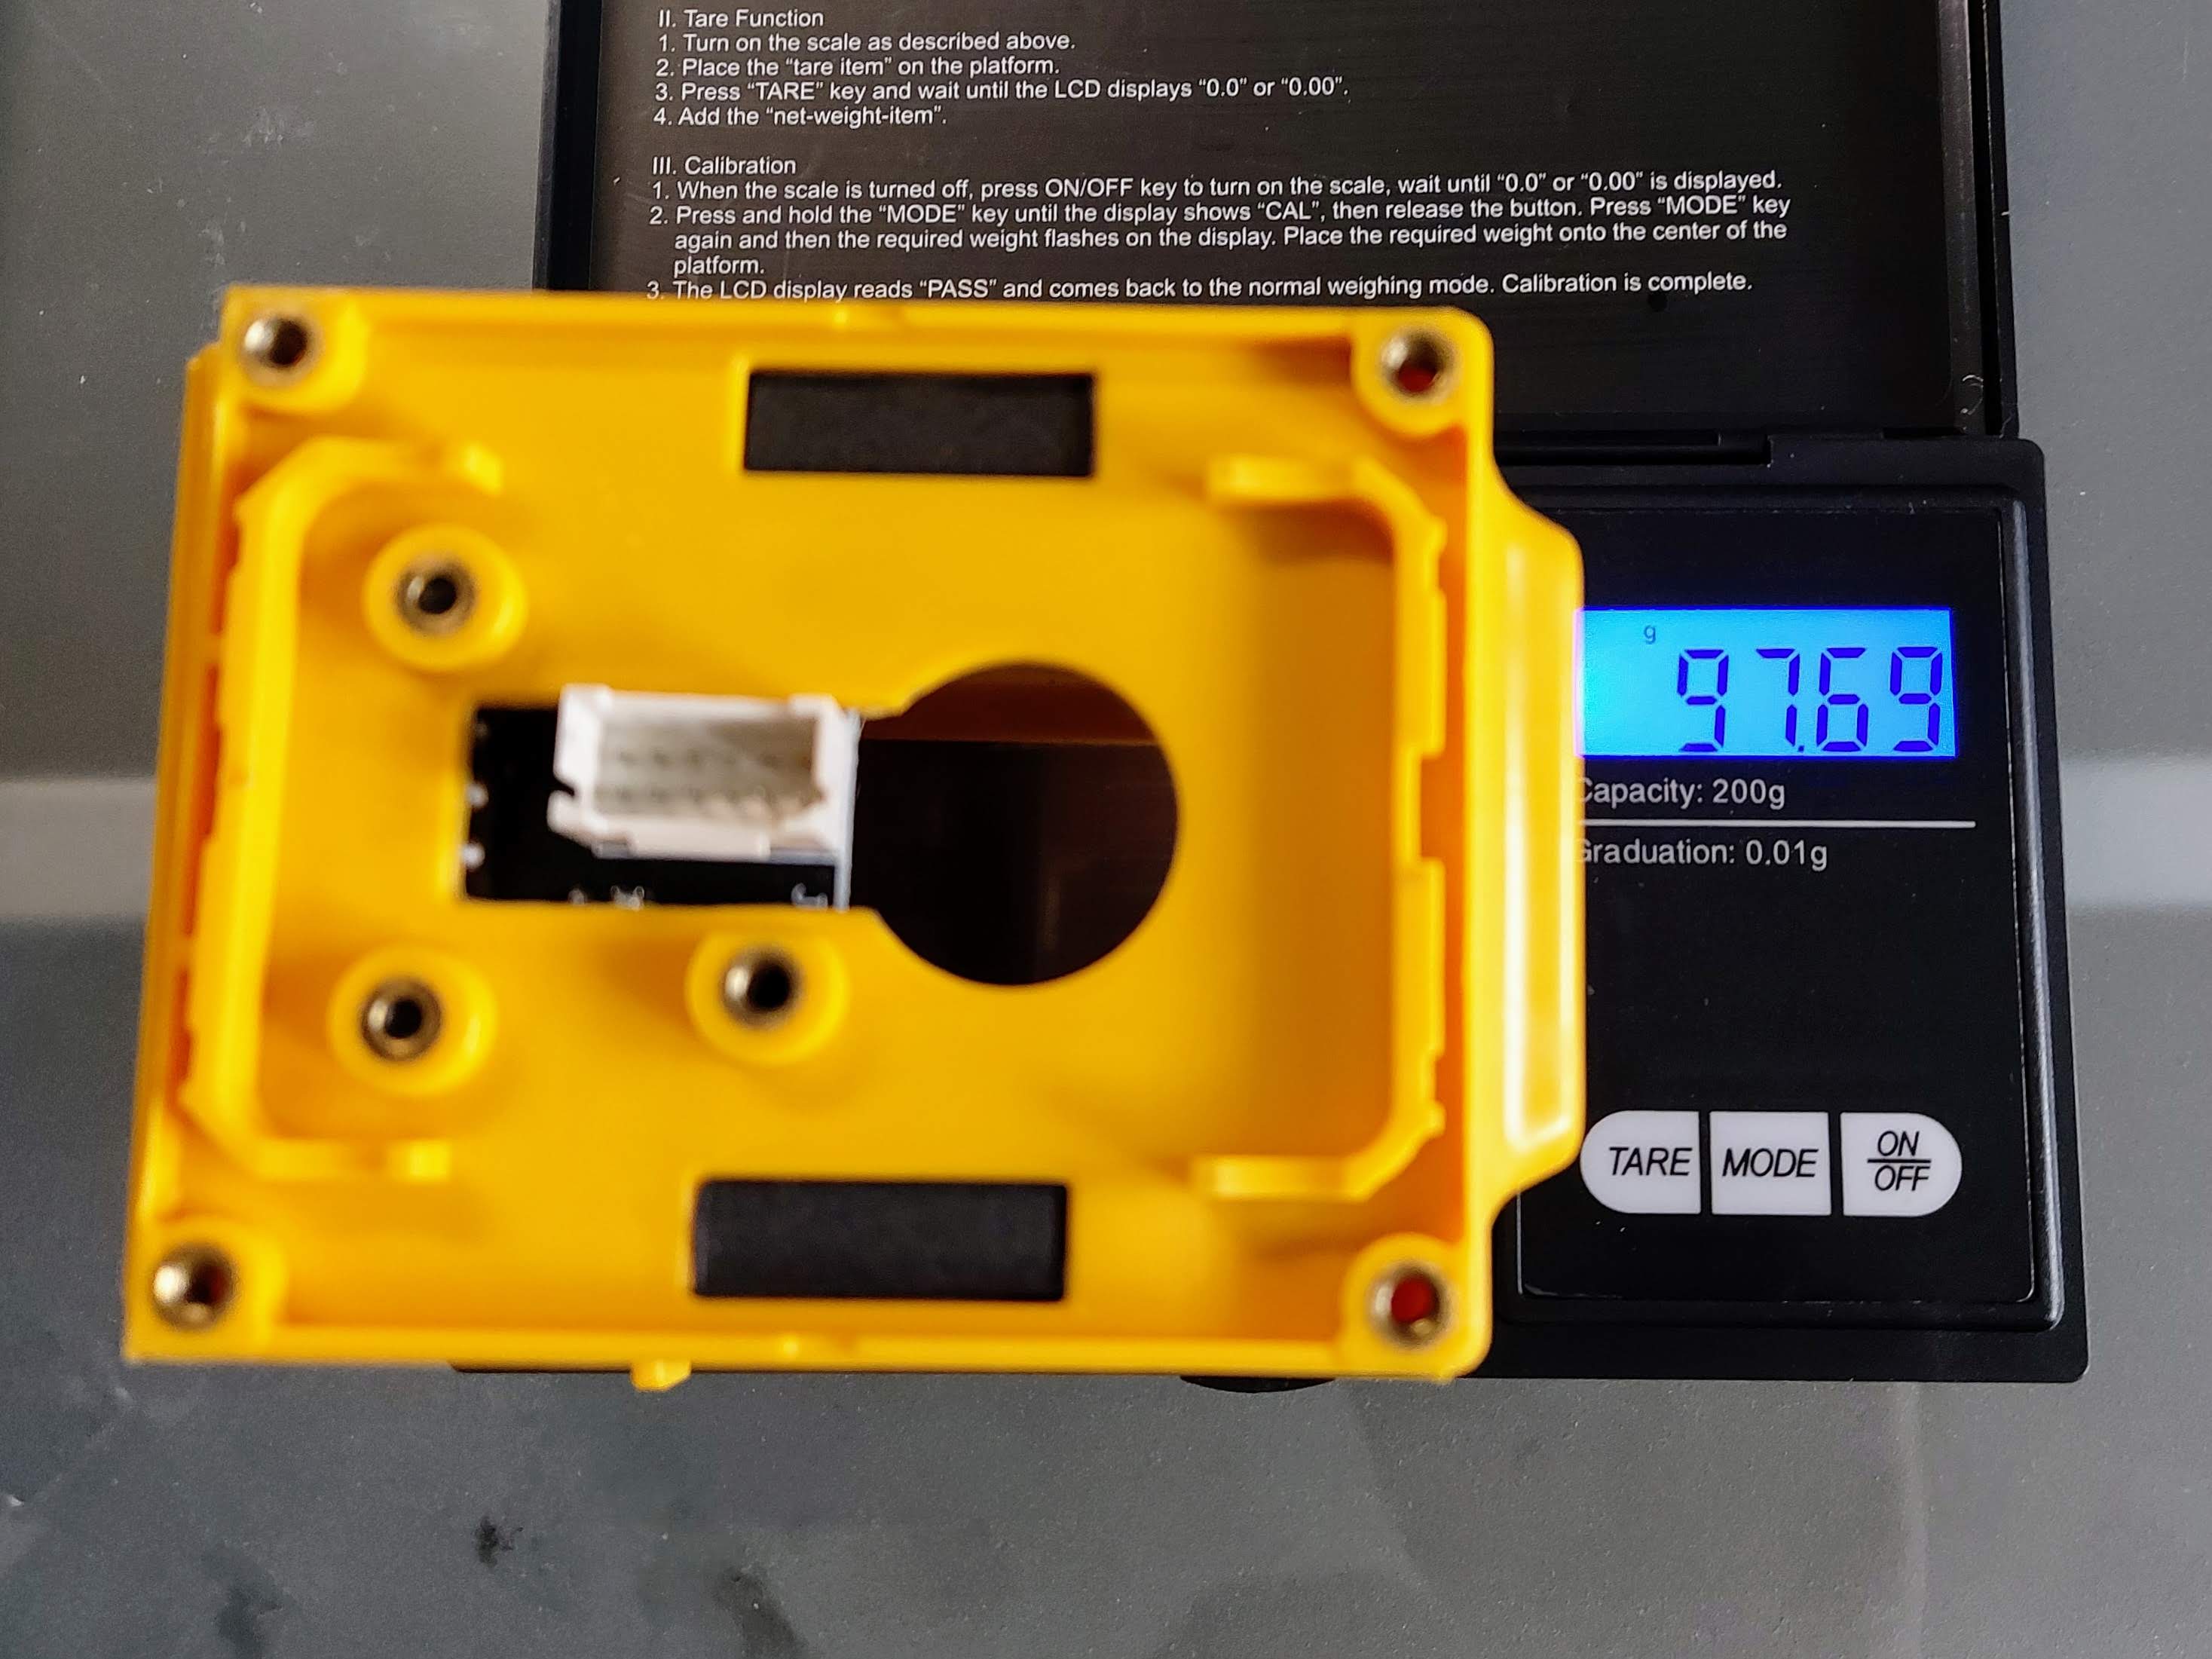 II. Tare Function
1. Turn on the scale as described above.
2. Place the “tare item” on the platform.
3. Press “TARE” key and wait until the LCD displays “0.0” or “0.00”.
4. Add the “net-weight-item”.
III. Calibration
1. When the scale is turned off, press ON/OFF key to turn on the scale, wait until “0.0” or “0.00” is displayed.
2. Press and hold the “MODE” key until the display shows “CAL”, then release the button. Press “MODE” key
again and then the required weight flashes on the display. Place the required weight onto the center of the
platform.
3. The LCD display reads “PASS” and comes back to the normal weighing mode. Calibration is complete.
g
97.69
Capacity: 200g
Graduation: 0.01g
TARE
MODE
ON
OFF